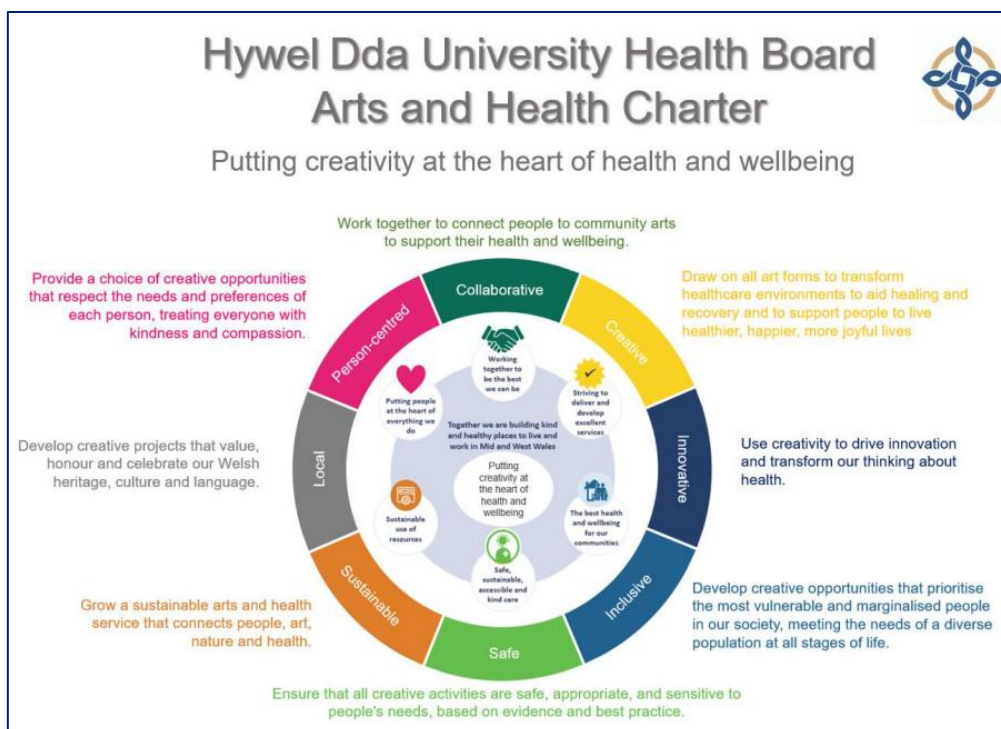 Hywel Dda University Health Board
Arts and Health Charter
Putting creativity at the heart of health and wellbeing
Work together to connect people to community arts
to support their health and wellbeing.
Provide a choice of creative opportunities
that respect the needs and preferences of
each person, treating everyone with
kindness and compassion.
Draw on all art forms to transform
healthcare environments to aid healing and
recovery and to support people to live
healthier, happier, more joyful lives
Collaborative
Person-centred
Creative
Working
together to
be the best
we can be
Putting people
at the heart of
everything we
do
Striving to
deliver and
develop
excellent
services
Together we are building kind
and healthy places to live and
work in Mid and West Wales
Develop creative projects that value,
honour and celebrate our Welsh
heritage, culture and language.
Local
Innovative
Use creativity to drive innovation
and transform our thinking about
health.
Putting
creativity at
the heart of
health and
wellbeing
Sustainable
use of
resources
The best health
and wellbeing
for our
communities
Safe,
sustainable,
accessible and
kind care
Sustainable
Inclusive
Grow a sustainable arts and health
service that connects people, art,
nature and health.
Develop creative opportunities that prioritise
the most vulnerable and marginalised people
in our society, meeting the needs of a diverse
population at all stages of life.
Safe
Ensure that all creative activities are safe, appropriate, and sensitive to
people's needs, based on evidence and best practice.